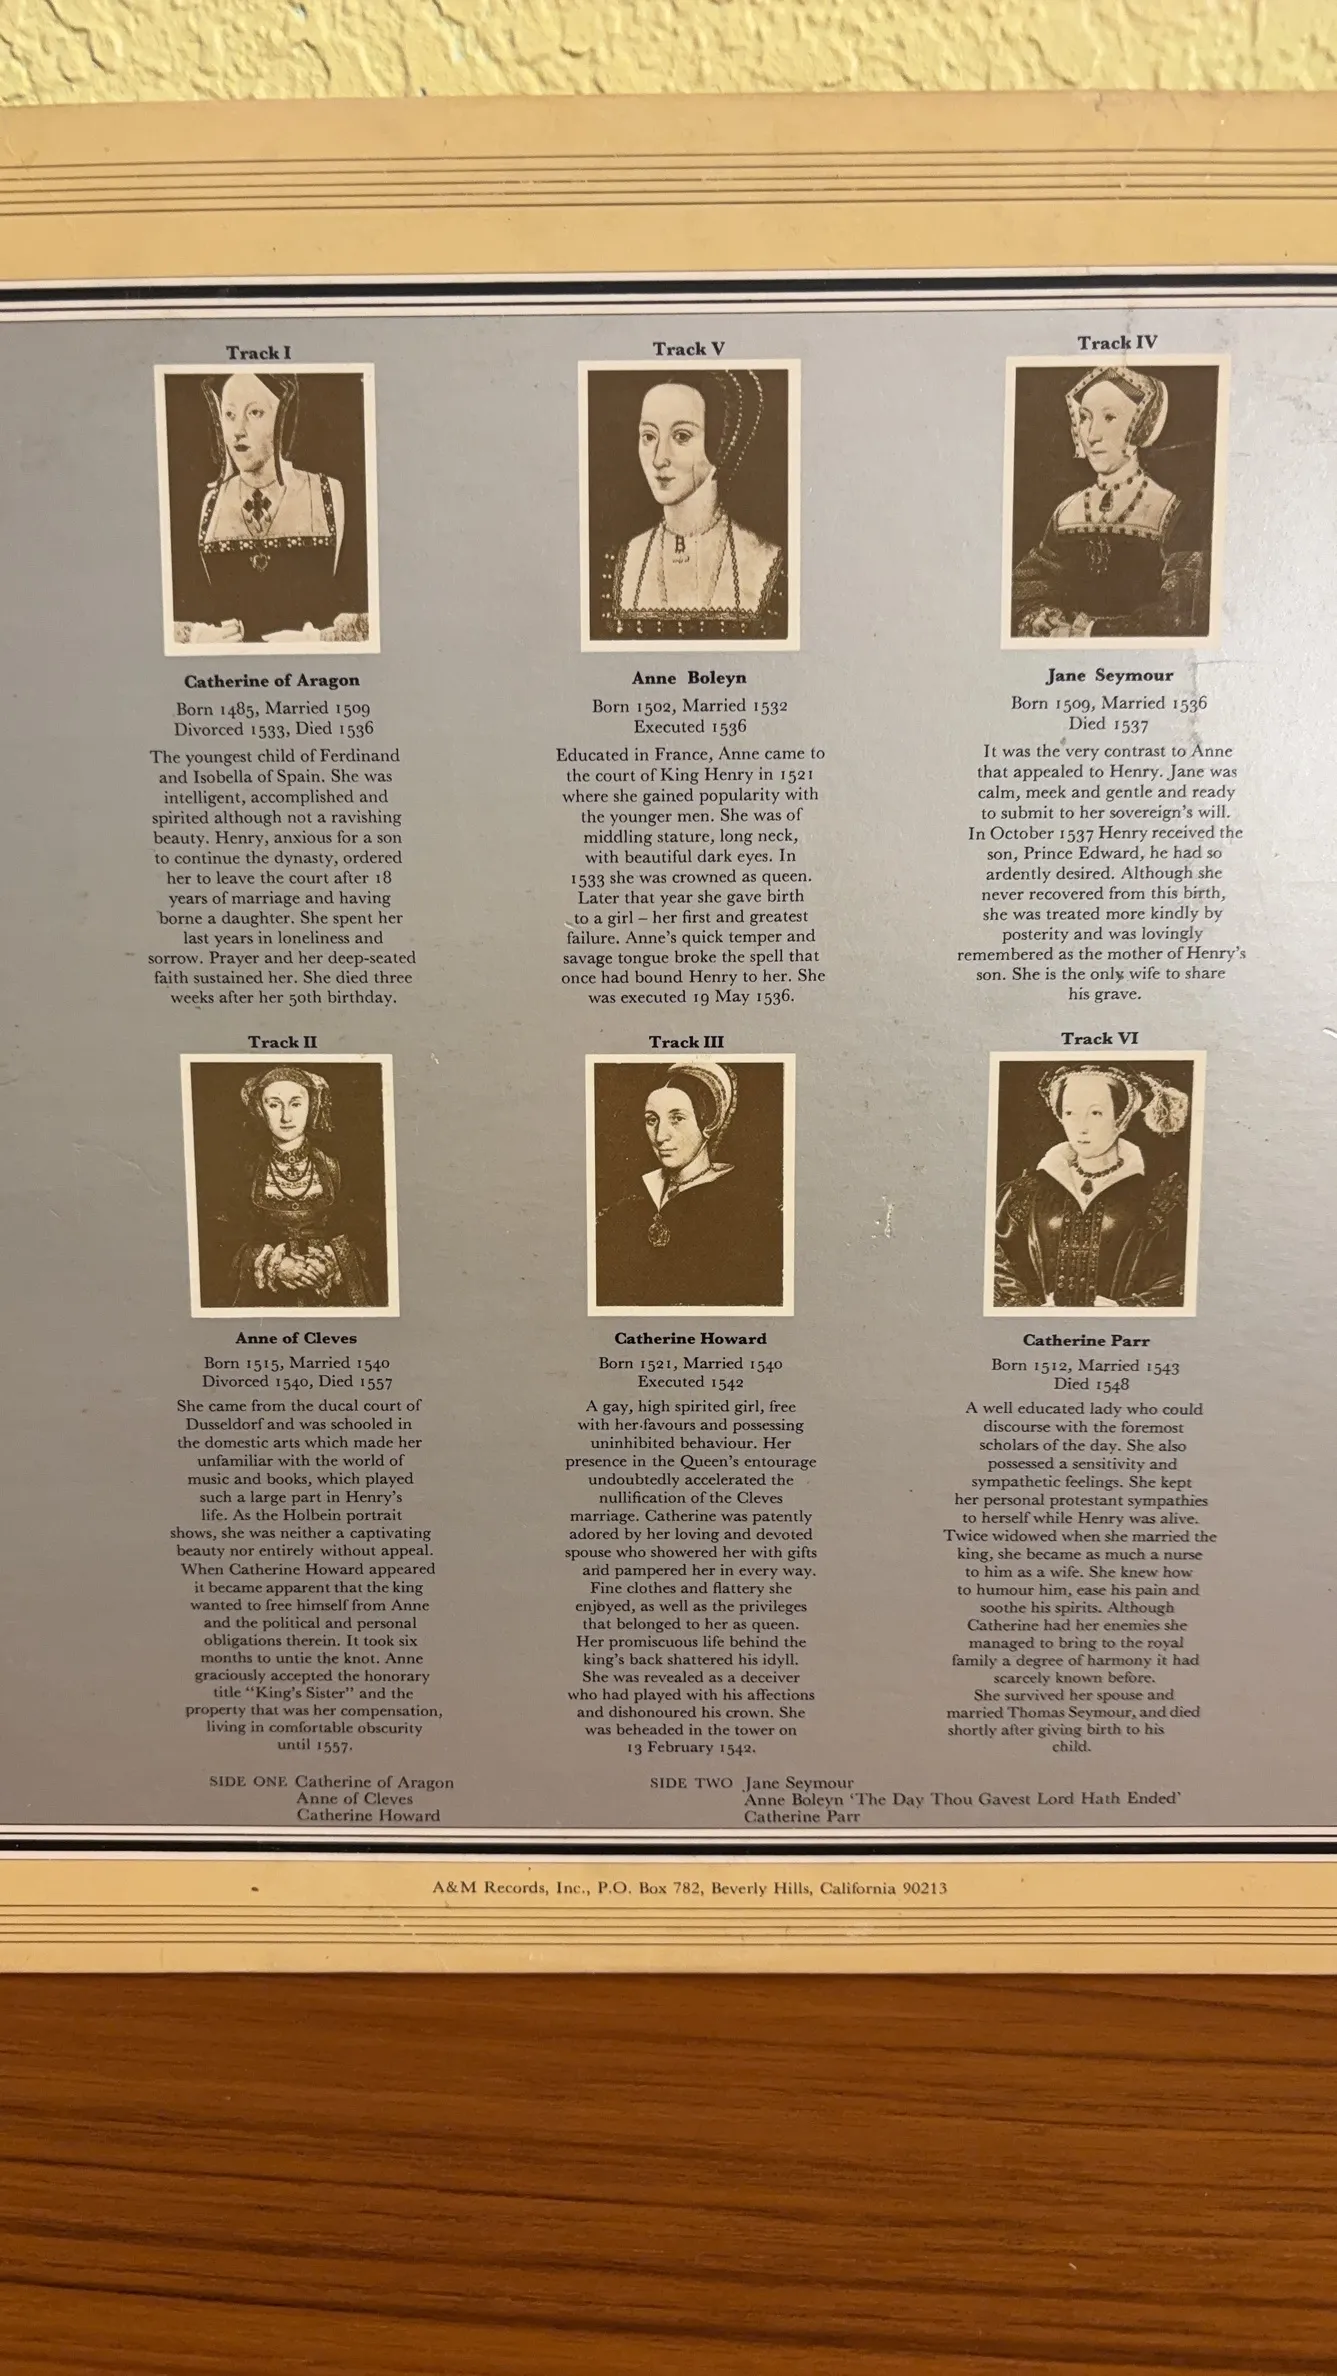 Track I
Catherine of Aragon
Born 1485, Married 1509
Divorced 1533, Died 1536
The youngest child of Ferdinand
and Isobella of Spain. She was
intelligent, accomplished and
spirited although not a ravishing
beauty. Henry, anxious for a son
to continue the dynasty, ordered
her to leave the court after 18
years of marriage and having
borne a daughter. She spent her
last years in loneliness and
sorrow. Prayer and her deep-seated
faith sustained her. She died three
weeks after her 50th birthday.
Track V
B
Anne Boleyn
Born 1502, Married 1532
Executed 1536
Educated in France, Anne came to
the court of King Henry in 1521
where she gained popularity with
the younger men. She was of
middling stature, long neck,
with beautiful dark eyes. In
1533 she was crowned as queen.
Later that year she gave birth
to a girl – her first and greatest
failure. Anne's quick temper and
savage tongue broke the spell that
once had bound Henry to her. She
was executed 19 May 1536.
Track IV
Jane Seymour
Born 1509, Married 1536
Died 1537
It was the very contrast to Anne
that appealed to Henry. Jane was
calm, meek and gentle and ready
to submit to her sovereign's will.
In October 1537 Henry received the
son, Prince Edward, he had so
ardently desired. Although she
never recovered from this birth,
she was treated more kindly by
posterity and was lovingly
remembered as the mother of Henry's
son. She is the only wife to share
his grave.
Track II
Anne of Cleves
Born 1515, Married 1540
Divorced 1540, Died 1557
She came from the ducal court of
Dusseldorf and was schooled in
the domestic arts which made her
unfamiliar with the world of
music and books, which played
such a large part in Henry's
life. As the Holbein portrait
shows, she was neither a captivating
beauty nor entirely without appeal.
When Catherine Howard appeared
it became apparent that the king
wanted to free himself from Anne
and the political and personal
obligations therein. It took six
months to untie the knot. Anne
graciously accepted the honorary
title "King's Sister" and the
property that was her compensation,
living in comfortable obscurity
until 1557.
Track III
Catherine Howard
Born 1521, Married 1540
Executed 1542
A gay, high spirited girl, free
with her favours and possessing
uninhibited behaviour. Her
presence in the Queen's entourage
undoubtedly accelerated the
nullification of the Cleves
marriage. Catherine was patently
adored by her loving and devoted
spouse who showered her with gifts
and pampered her in every way.
Fine clothes and flattery she
enjoyed, as well as the privileges
that belonged to her as queen.
Her promiscuous life behind the
king's back shattered his idyll.
She was revealed as a deceiver
who had played with his affections
and dishonoured his crown. She
was beheaded in the tower on
13 February 1542.
Track VI
Catherine Parr
Born 1512, Married 1543
Died 1548
A well educated lady who could
discourse with the foremost
scholars of the day. She also
possessed a sensitivity and
sympathetic feelings. She kept
her personal protestant sympathies
to herself while Henry was alive.
Twice widowed when she married the
king, she became as much a nurse
to him as a wife. She knew how
to humour him, ease his pain and
soothe his spirits. Although
Catherine had her enemies she
managed to bring to the royal
family a degree of harmony it had
scarcely known before.
She survived her spouse and
married Thomas Seymour, and died
shortly after giving birth to his
child.
SIDE ONE Catherine of Aragon
Anne of Cleves
Catherine Howard
SIDE TWO Jane Seymour
Anne Boleyn 'The Day Thou Gavest Lord Hath Ended'
Catherine Parr
A&M Records, Inc., P.O. Box 782, Beverly Hills, California 90213